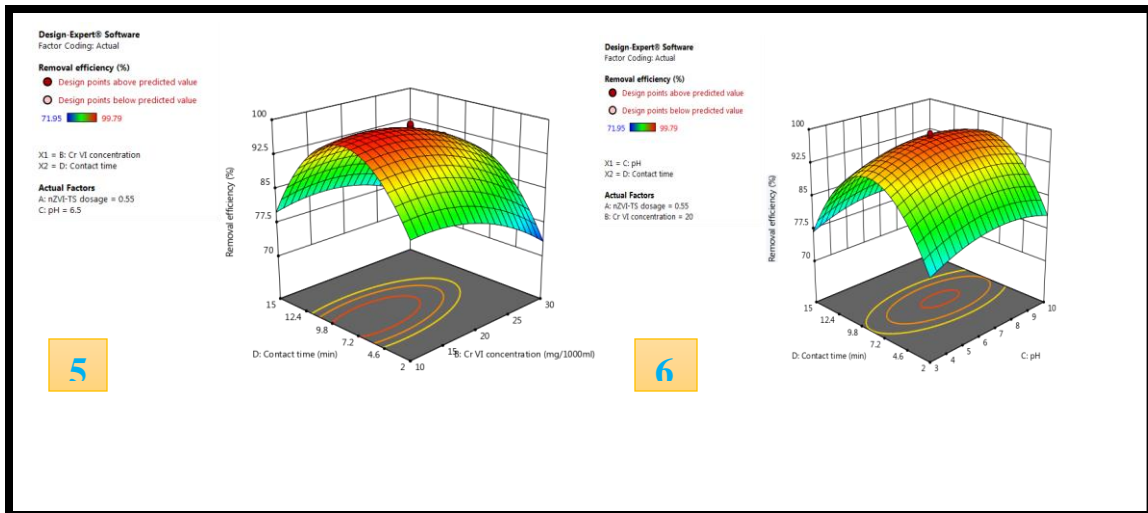 Design-Expert® Software
Factor Coding: Actual
Removal efficiency (%)
Design points above predicted value
Design points below predicted value
71.95 99.79
X1 = B: Cr VI concentration
X2 = D: Contact time
Actual Factors
A: nZVI-TS dosage = 0.55
C: pH = 6.5
Removal efficiency (%)
100
92.5
85
77.5
70
15
12.4
9.8
7.2
4.6
2
D: Contact time (min)
10
15
20
25
30
B: Cr VI concentration (mg/1000ml)
5
Design-Expert® Software
Factor Coding: Actual
Removal efficiency (%)
Design points above predicted value
Design points below predicted value
71.95 99.79
X1 = C: pH
X2 = D: Contact time
Actual Factors
A: nZVI-TS dosage = 0.55
B: Cr VI concentration = 20
Removal efficiency (%)
100
92.5
85
77.5
70
15
12.4
9.8
7.2
4.6
2
D: Contact time (min)
3
4
5
6
7
8
9
10
C: pH
6